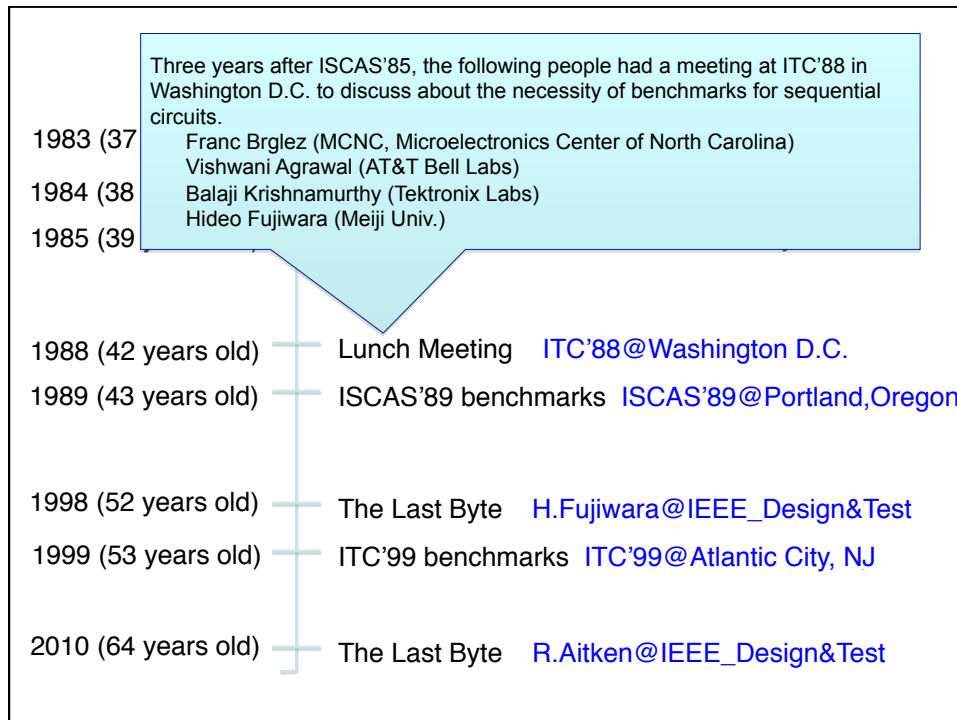 Three years after ISCAS'85, the following people had a meeting at ITC'88 in
Washington D.C. to discuss about the necessity of benchmarks for sequential
circuits.
Franc Brglez (MCNC, Microelectronics Center of North Carolina)
Vishwani Agrawal (AT&T Bell Labs)
Balaji Krishnamurthy (Tektronix Labs)
Hideo Fujiwara (Meiji Univ.)
1983 (37
1984 (38
1985 (39
1988 (42 years old) Lunch Meeting ITC'88@Washington D.C.
1989 (43 years old) ISCAS'89 benchmarks ISCAS'89@Portland,Oregon
1998 (52 years old) The Last Byte H.Fujiwara@IEEE_Design&Test
1999 (53 years old) ITC'99 benchmarks ITC'99@Atlantic City, NJ
2010 (64 years old) The Last Byte R.Aitken@IEEE_Design&Test